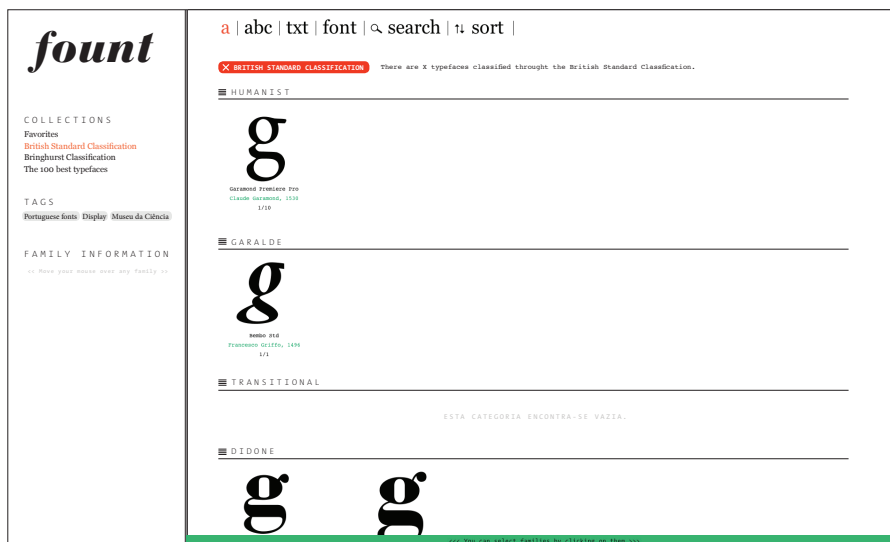 fount
COLLECTIONS
Favorites
British Standard Classification
Bringhurst Classification
The 100 best typefaces
TAGS
Portuguese fonts Display Museu da Ciência
FAMILY INFORMATION
<< Move your mouse over any family >>
a | abc | txt | font | search | sort |
BRITISH STANDARD CLASSIFICATION There are X typefaces classified throught the British Standard Classfication.
HUMANIST
g
Garamond Premiere Pro
Claude Garamond, 1530
1/10
GARALDE
g
Bembo Std
Francesco Griffo, 1496
1/1
TRANSITIONAL
ESTA CATEGORIA ENCONTRA-SE VAZIA.
DIDONE
g g
<<< You can select families by clicking on them >>>